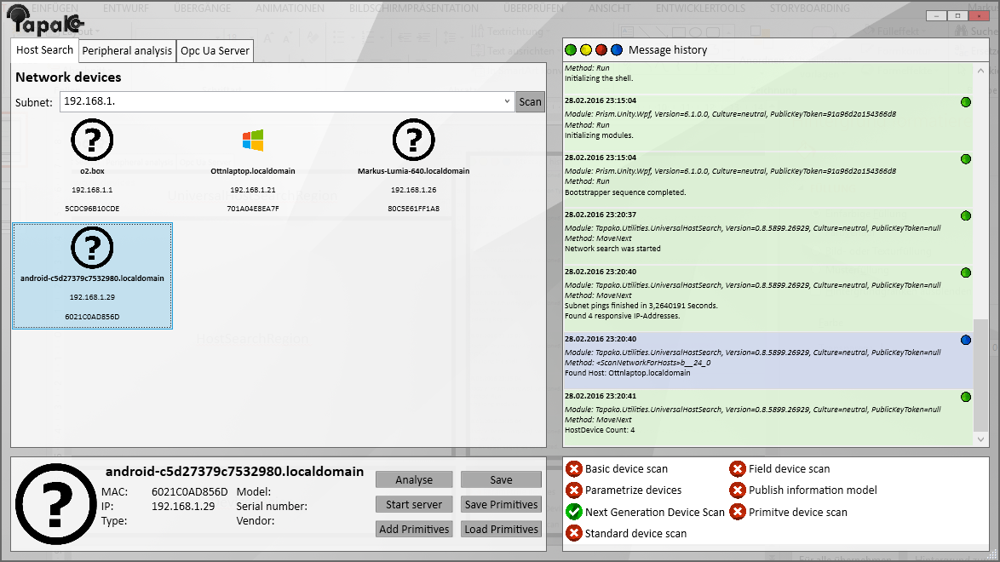 EINFÜGEN ENTWURF ÜBERGÄNGE ANIMATIONEN BILDSCHIRMPRÄSENTATION ÜBERPRÜFEN ANSICHT ENTWICKLERTOOLS STORYBOARDING
Tapako
Host Search Peripheral analysis Opc Ua Server
Network devices
Subnet: 192.168.1. Scan
o2.box
192.168.1.1
5CDC96B10CDE
Ottnlaptop.localdomain
192.168.1.21
701A04E8EA7F
Markus-Lumia-640.localdomain
192.168.1.26
80C5E61FF1A8
android-c5d27379c7532980.localdomain
192.168.1.29
6021C0AD856D
HostSearchRegion
Message history
Method: Run
Initializing the shell.
28.02.2016 23:15:04
Module: Prism.Unity.Wpf, Version=6.1.0.0, Culture=neutral, PublicKeyToken=91a96d2a154366d8
Method: Run
Initializing modules.
28.02.2016 23:15:04
Module: Prism.Unity.Wpf, Version=6.1.0.0, Culture=neutral, PublicKeyToken=91a96d2a154366d8
Method: Run
Bootstrapper sequence completed.
28.02.2016 23:20:37
Module: Tapako.Utilities.UniversalHostSearch, Version=0.8.5899.26929, Culture=neutral, PublicKeyToken=null
Method: MoveNext
Network search was started
28.02.2016 23:20:40
Module: Tapako.Utilities.UniversalHostSearch, Version=0.8.5899.26929, Culture=neutral, PublicKeyToken=null
Method: MoveNext
Subnet pings finished in 3,2640191 Seconds.
Found 4 responsive IP-Addresses.
28.02.2016 23:20:40
Module: Tapako.Utilities.UniversalHostSearch, Version=0.8.5899.26929, Culture=neutral, PublicKeyToken=null
Method: <ScanNetworkForHosts>b__24_0
Found Host: Ottnlaptop.localdomain
28.02.2016 23:20:41
Module: Tapako.Utilities.UniversalHostSearch, Version=0.8.5899.26929, Culture=neutral, PublicKeyToken=null
Method: MoveNext
HostDevice Count: 4
android-c5d27379c7532980.localdomain
MAC: 6021C0AD856D Model:
IP: 192.168.1.29 Serial number:
Type: Vendor:
Analyse Save
Start server Save Primitives
Add Primitives Load Primitives
Basic device scan Field device scan
Parametrize devices Publish information model
Next Generation Device Scan Primitve device scan
Standard device scan